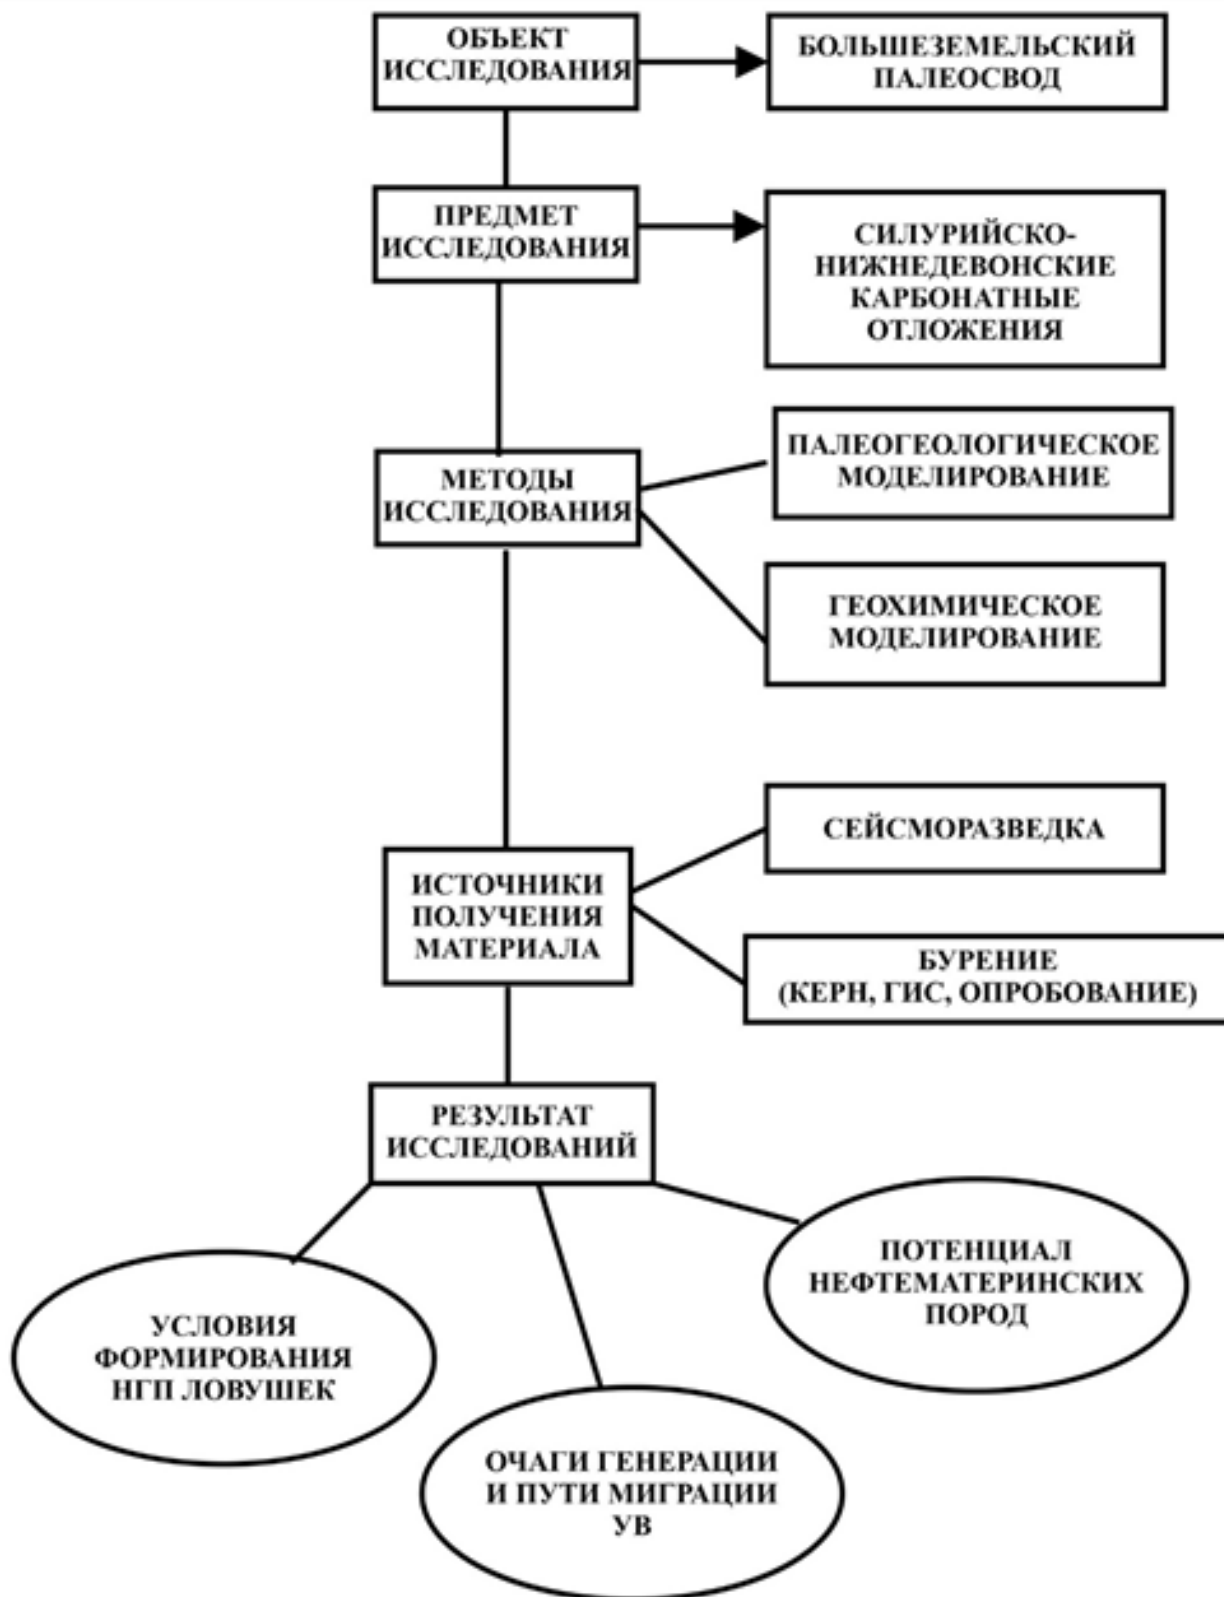 ОБЪЕКТ
ИССЛЕДОВАНИЯ
БОЛЬШЕЗЕМЕЛЬСКИЙ
ПАЛЕОСВОД
ПРЕДМЕТ
ИССЛЕДОВАНИЯ
СИЛУРИЙСКО-
НИЖНЕДЕВОНСКИЕ
КАРБОНАТНЫЕ
ОТЛОЖЕНИЯ
МЕТОДЫ
ИССЛЕДОВАНИЯ
ПАЛЕОГЕОЛОГИЧЕСКОЕ
МОДЕЛИРОВАНИЕ
ГЕОХИМИЧЕСКОЕ
МОДЕЛИРОВАНИЕ
ИСТОЧНИКИ
ПОЛУЧЕНИЯ
МАТЕРИАЛА
СЕЙСМОРАЗВЕДКА
БУРЕНИЕ
(КЕРН, ГИС, ОПРОБОВАНИЕ)
РЕЗУЛЬТАТ
ИССЛЕДОВАНИЙ
УСЛОВИЯ
ФОРМИРОВАНИЯ
НГП ЛОВУШЕК
ОЧАГИ ГЕНЕРАЦИИ
И ПУТИ МИГРАЦИИ
УВ
ПОТЕНЦИАЛ
НЕФТЕМАТЕРИНСКИХ
ПОРОД